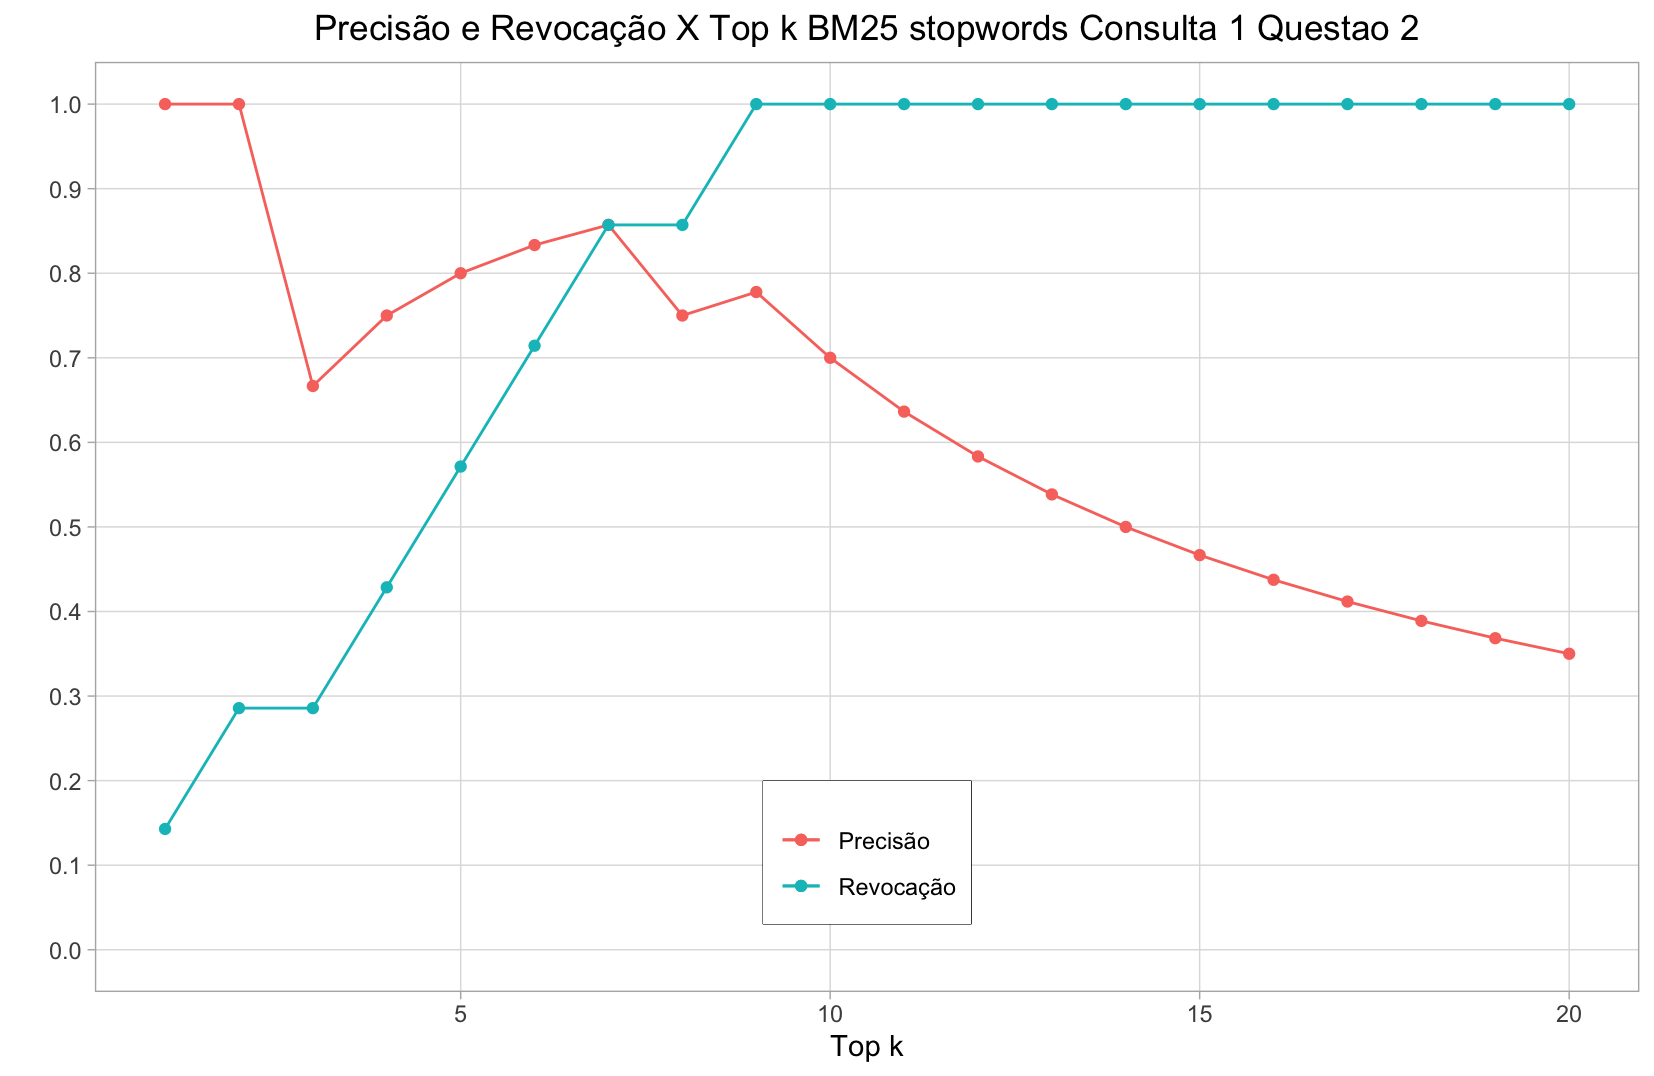 Precisão e Revocação X Top k BM25 stopwords Consulta 1 Questao 2
1.0
0.9
0.8
0.7
0.6
0.5
0.4
0.3
0.2
0.1
0.0
Precisão
Revocação
5 10 15 20
Top k